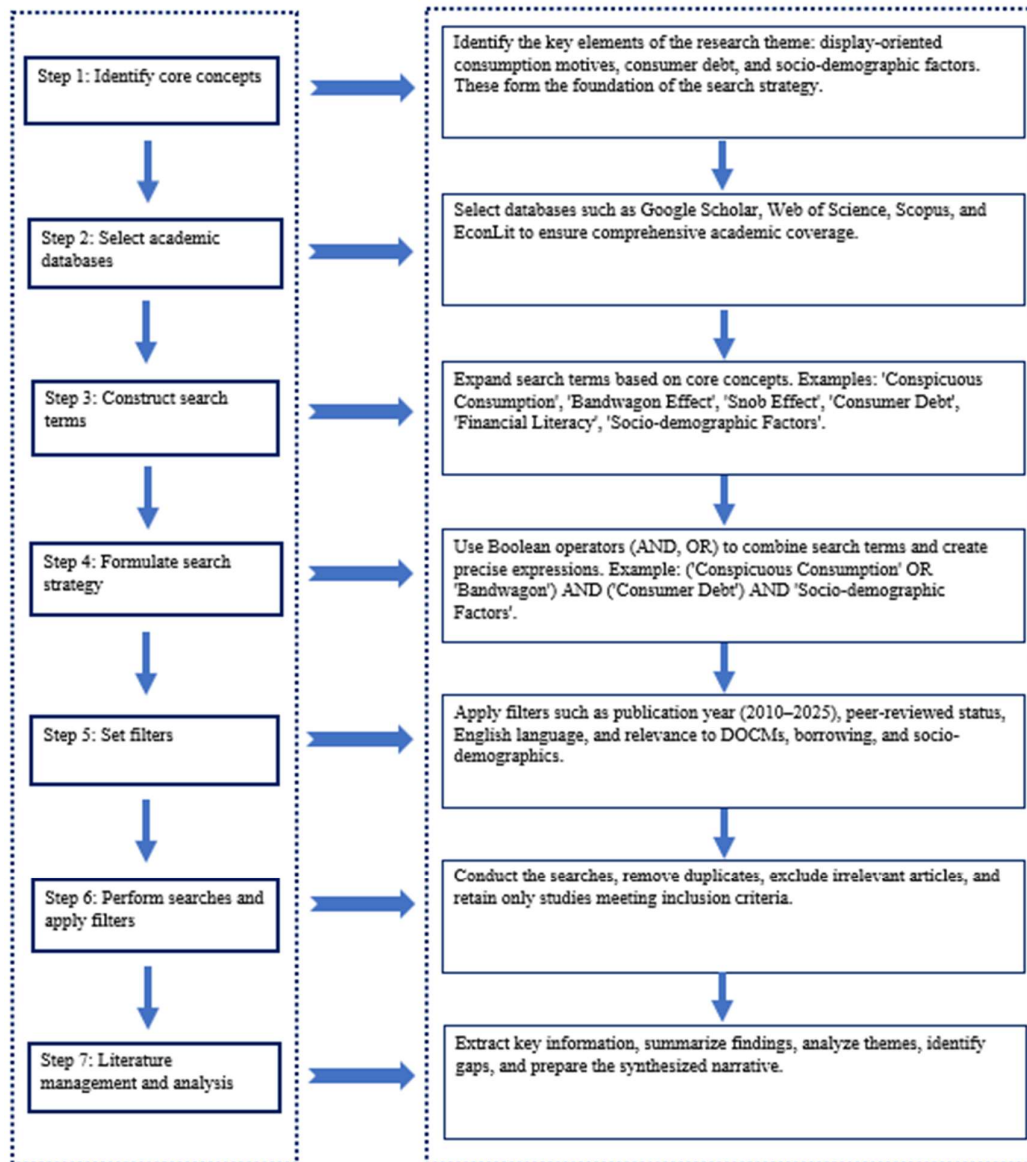 Step 1: Identify core concepts
Identify the key elements of the research theme: display-oriented
consumption motives, consumer debt, and socio-demographic factors.
These form the foundation of the search strategy.
Step 2: Select academic
databases
Select databases such as Google Scholar, Web of Science, Scopus, and
EconLit to ensure comprehensive academic coverage.
Step 3: Construct search
terms
Expand search terms based on core concepts. Examples: 'Conspicuous
Consumption', 'Bandwagon Effect', 'Snob Effect', 'Consumer Debt',
'Financial Literacy', 'Socio-demographic Factors'.
Step 4: Formulate search
strategy
Use Boolean operators (AND, OR) to combine search terms and create
precise expressions. Example: ('Conspicuous Consumption' OR
'Bandwagon') AND ('Consumer Debt') AND 'Socio-demographic
Factors'.
Step 5: Set filters
Apply filters such as publication year (2010–2025), peer-reviewed status,
English language, and relevance to DOCMs, borrowing, and socio-
demographics.
Step 6: Perform searches and
apply filters
Conduct the searches, remove duplicates, exclude irrelevant articles, and
retain only studies meeting inclusion criteria.
Step 7: Literature
management and analysis
Extract key information, summarize findings, analyze themes, identify
gaps, and prepare the synthesized narrative.